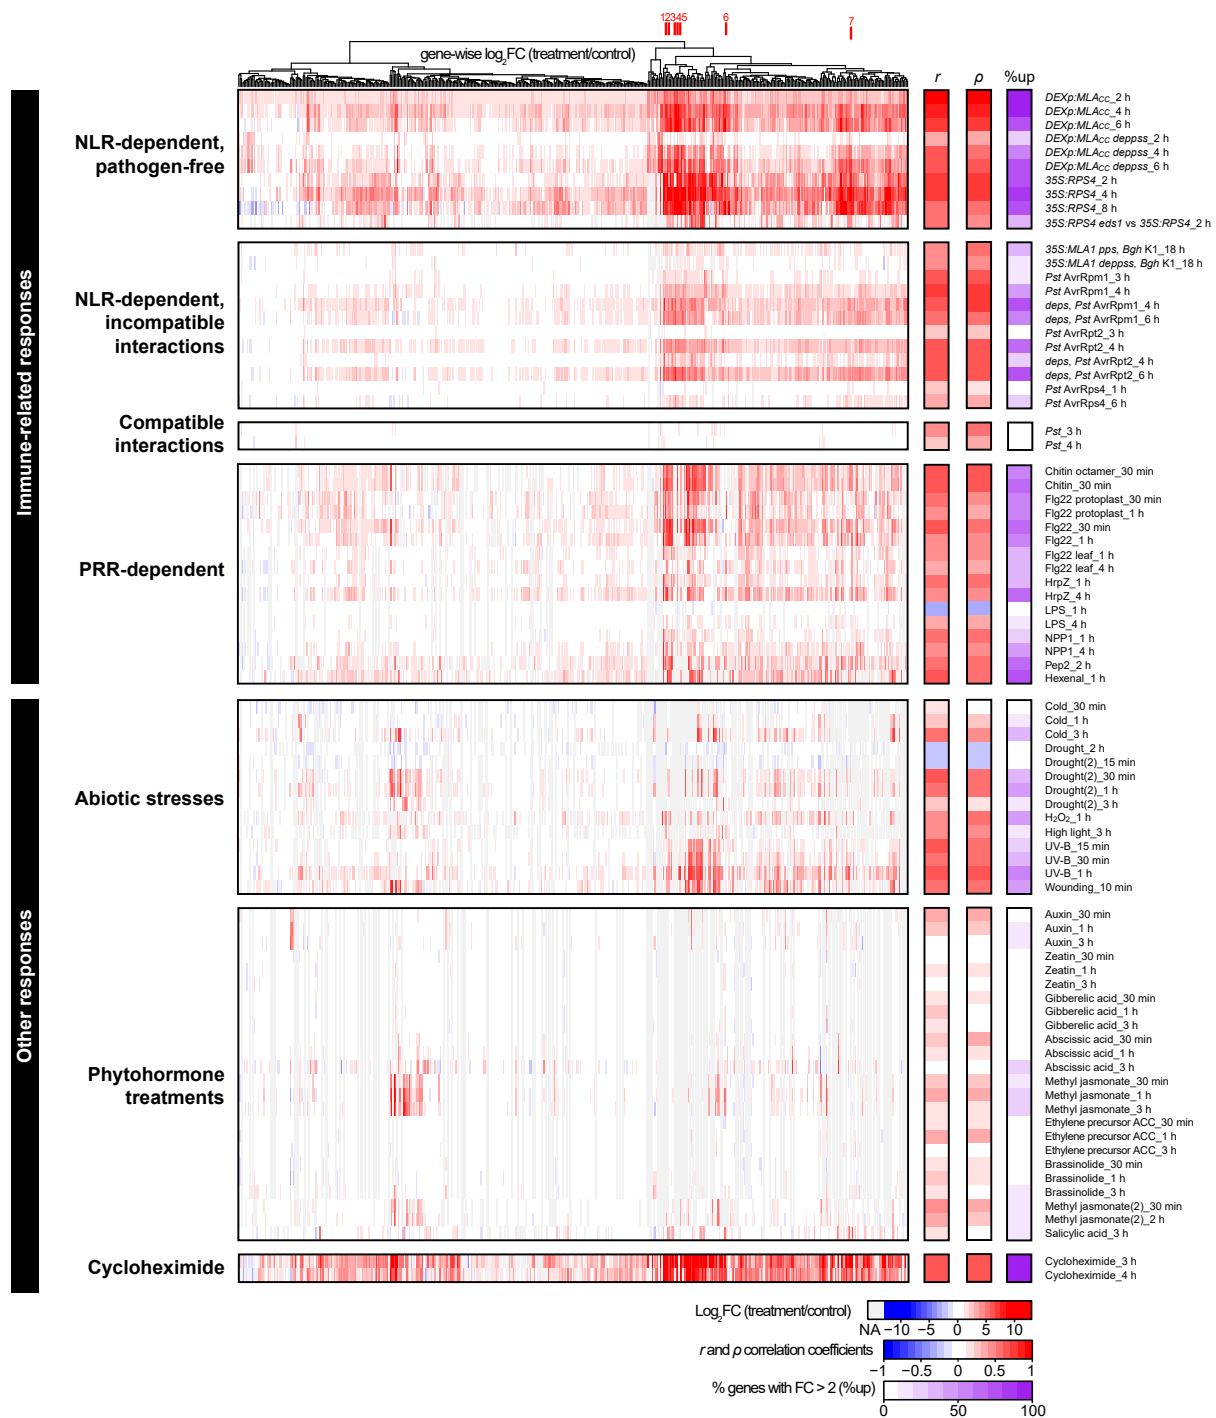 12345
6
7
gene-wise log₂FC (treatment/control)
r
ρ
%up
Immune-related responses
NLR-dependent,
pathogen-free
DEXp:MLACC_2 h
DEXp:MLACC_4 h
DEXp:MLACC_6 h
DEXp:MLACC deppss_2 h
DEXp:MLACC deppss_4 h
DEXp:MLACC deppss_6 h
35S:RPS4_2 h
35S:RPS4_4 h
35S:RPS4_8 h
35S:RPS4 eds1 vs 35S:RPS4_2 h
NLR-dependent,
incompatible
interactions
35S:MLA1 pps, Bgh K1_18 h
35S:MLA1 deppss, Bgh K1_18 h
Pst AvrRpm1_3 h
Pst AvrRpm1_4 h
deps, Pst AvrRpm1_4 h
deps, Pst AvrRpm1_6 h
Pst AvrRpt2_3 h
Pst AvrRpt2_4 h
deps, Pst AvrRpt2_4 h
deps, Pst AvrRpt2_6 h
Pst AvrRps4_1 h
Pst AvrRps4_6 h
Compatible
interactions
Pst_3 h
Pst_4 h
PRR-dependent
Chitin octamer_30 min
Chitin_30 min
Flg22 protoplast_30 min
Flg22 protoplast_1 h
Flg22_30 min
Flg22_1 h
Flg22 leaf_1 h
Flg22 leaf_4 h
HrpZ_1 h
HrpZ_4 h
LPS_1 h
LPS_4 h
NPP1_1 h
NPP1_4 h
Pep2_2 h
Hexenal_1 h
Other responses
Abiotic stresses
Cold_30 min
Cold_1 h
Cold_3 h
Drought_2 h
Drought(2)_15 min
Drought(2)_30 min
Drought(2)_1 h
Drought(2)_3 h
H₂O₂_1 h
High light_3 h
UV-B_15 min
UV-B_30 min
UV-B_1 h
Wounding_10 min
Phytohormone
treatments
Auxin_30 min
Auxin_1 h
Auxin_3 h
Zeatin_30 min
Zeatin_1 h
Zeatin_3 h
Gibberelic acid_30 min
Gibberelic acid_1 h
Gibberelic acid_3 h
Abscissic acid_30 min
Abscissic acid_1 h
Abscissic acid_3 h
Methyl jasmonate_30 min
Methyl jasmonate_1 h
Methyl jasmonate_3 h
Ethylene precursor ACC_30 min
Ethylene precursor ACC_1 h
Ethylene precursor ACC_3 h
Brassinolide_30 min
Brassinolide_1 h
Brassinolide_3 h
Methyl jasmonate(2)_30 min
Methyl jasmonate(2)_2 h
Salicylic acid_3 h
Cycloheximide
Cycloheximide_3 h
Cycloheximide_4 h
Log₂FC (treatment/control)
NA −10 −5 0 5 10
r and ρ correlation coefficients
−1 −0.5 0 0.5 1
% genes with FC > 2 (%up)
0 50 100